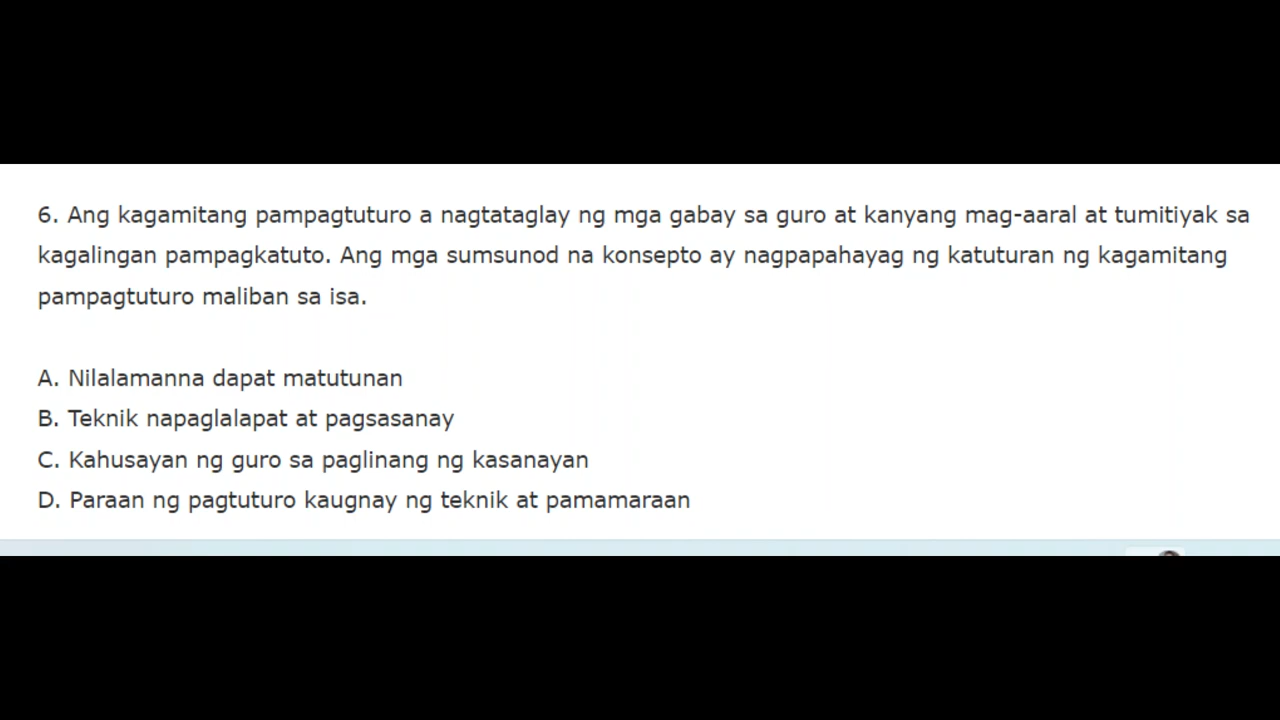 6. Ang kagamitang pampagtuturo a nagtataglay ng mga gabay sa guro at kanyang mag-aaral at tumitiyak sa
kagalingan pampagkatuto. Ang mga sumsunod na konsepto ay nagpapahayag ng katuturan ng kagamitang
pampagtuturo maliban sa isa.
A. Nilalamanna dapat matutunan
B. Teknik napaglalapat at pagsasanay
C. Kahusayan ng guro sa paglinang ng kasanayan
D. Paraan ng pagtuturo kaugnay ng teknik at pamamaraan